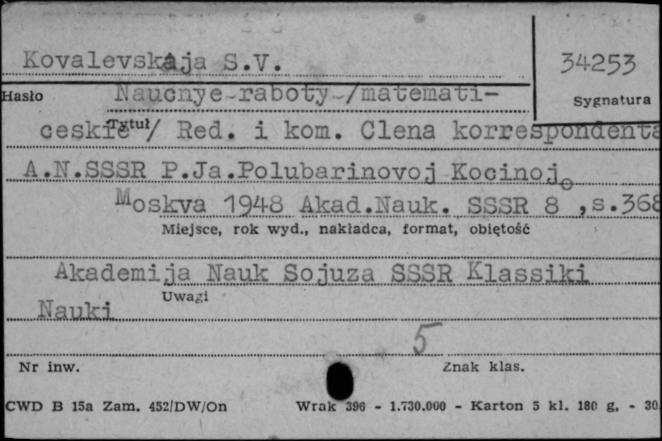 Kovalevskaja S.V.
34253
Hasło
Naucnye raboty /matemati-
Sygnatura
Tytuł
ceskie / Red. i kom. Clena korrespondenta
A.N.SSSR P.Ja.Polubarinovoj Kocinoj
Moskva 1948 Akad.Nauk. SSSR 8 ,s.368
Miejsce, rok wyd., nakładca, format, objętość
Akademija Nauk Sojuza SSSR Klassiki
Uwagi
Nauki
5
Nr inw.
Znak klas.
CWD B 15a Zam. 452/DW/On Wrak 396 - 1.730.000 - Karton 5 kl. 180 g. - 30.